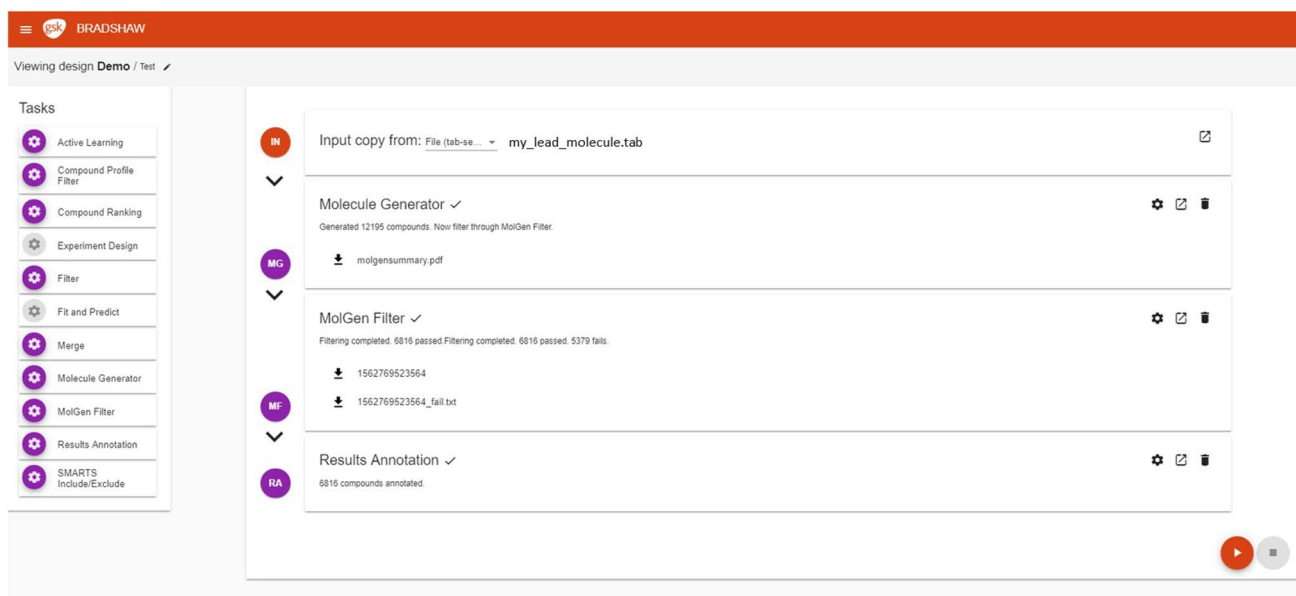 gsk BRADSHAW
Viewing design Demo / Test
Tasks
Active Learning
Compound Profile
Filter
Compound Ranking
Experiment Design
Filter
Fit and Predict
Merge
Molecule Generator
MolGen Filter
Results Annotation
SMARTS
Include/Exclude
IN
Input copy from: File (tab-se... my_lead_molecule.tab
Molecule Generator
Generated 12195 compounds. Now filter through MolGen Filter.
MG
molgensummary.pdf
MolGen Filter
Filtering completed. 6816 passed.Filtering completed. 6816 passed. 5379 fails.
1562769523564
MF
1562769523564_fail.txt
Results Annotation
RA
6816 compounds annotated.